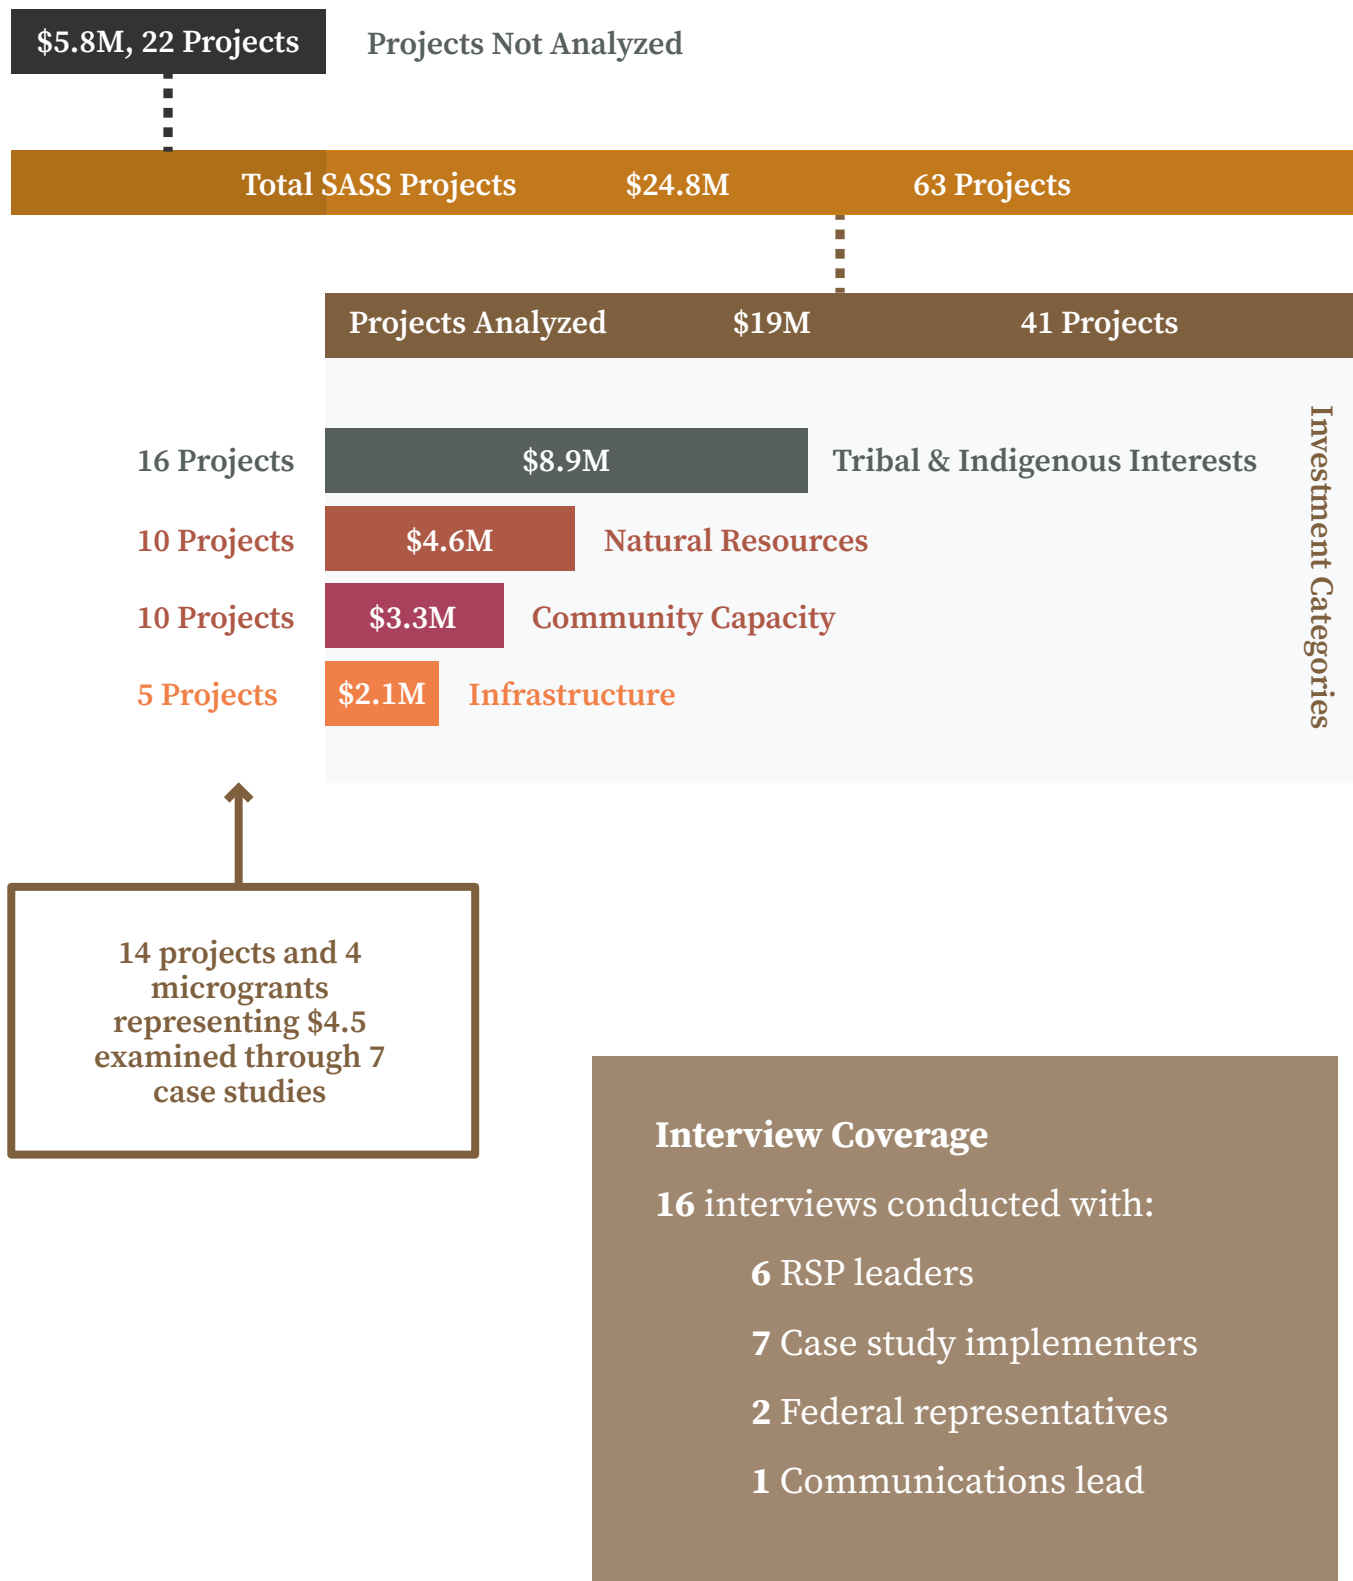 $5.8M, 22 Projects
Projects Not Analyzed
Total SASS Projects $24.8M 63 Projects
Projects Analyzed $19M 41 Projects
16 Projects $8.9M Tribal & Indigenous Interests
10 Projects $4.6M Natural Resources
10 Projects $3.3M Community Capacity
5 Projects $2.1M Infrastructure
Investment Categories
14 projects and 4
microgrants
representing $4.5
examined through 7
case studies
Interview Coverage
16 interviews conducted with:
6 RSP leaders
7 Case study implementers
2 Federal representatives
1 Communications lead